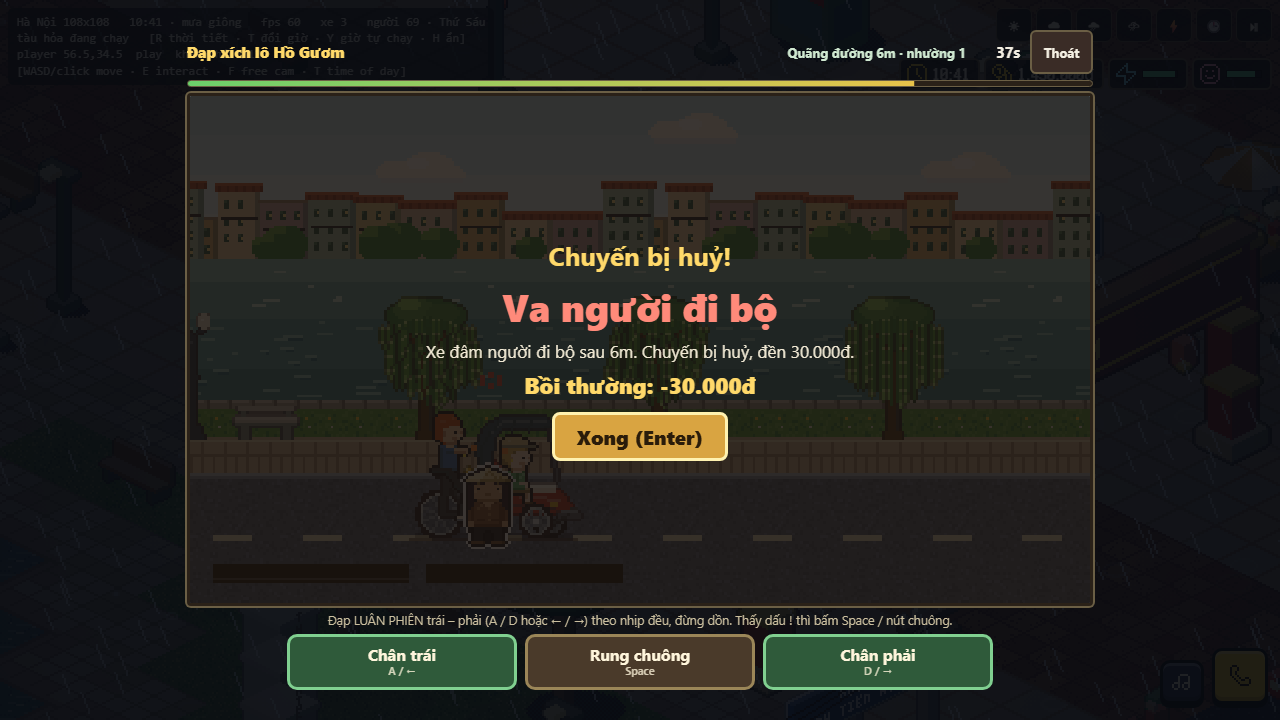 Hà Nội 108x108 10:41 · mưa giông fps 60 xe 3 người 69 · Thứ Sáu
tàu hỏa đang chạy [R thời tiết · T đổi giờ · Y giờ tự chạy · H ẩn]
player 56.5,34.5 play
[WASD/click move · E interact · F free cam · T time of day]
Đạp xích lô Hồ Gươm
Quãng đường 6m · nhường 1
37s
Thoát
10:41
Chuyến bị huỷ!
Va người đi bộ
Xe đâm người đi bộ sau 6m. Chuyến bị huỷ, đền 30.000đ.
Bồi thường: -30.000đ
Xong (Enter)
Đạp LUÂN PHIÊN trái – phải (A / D hoặc ← / →) theo nhịp đều, đừng dồn. Thấy dấu ! thì bấm Space / nút chuông.
Chân trái
A / ←
Rung chuông
Space
Chân phải
D / →